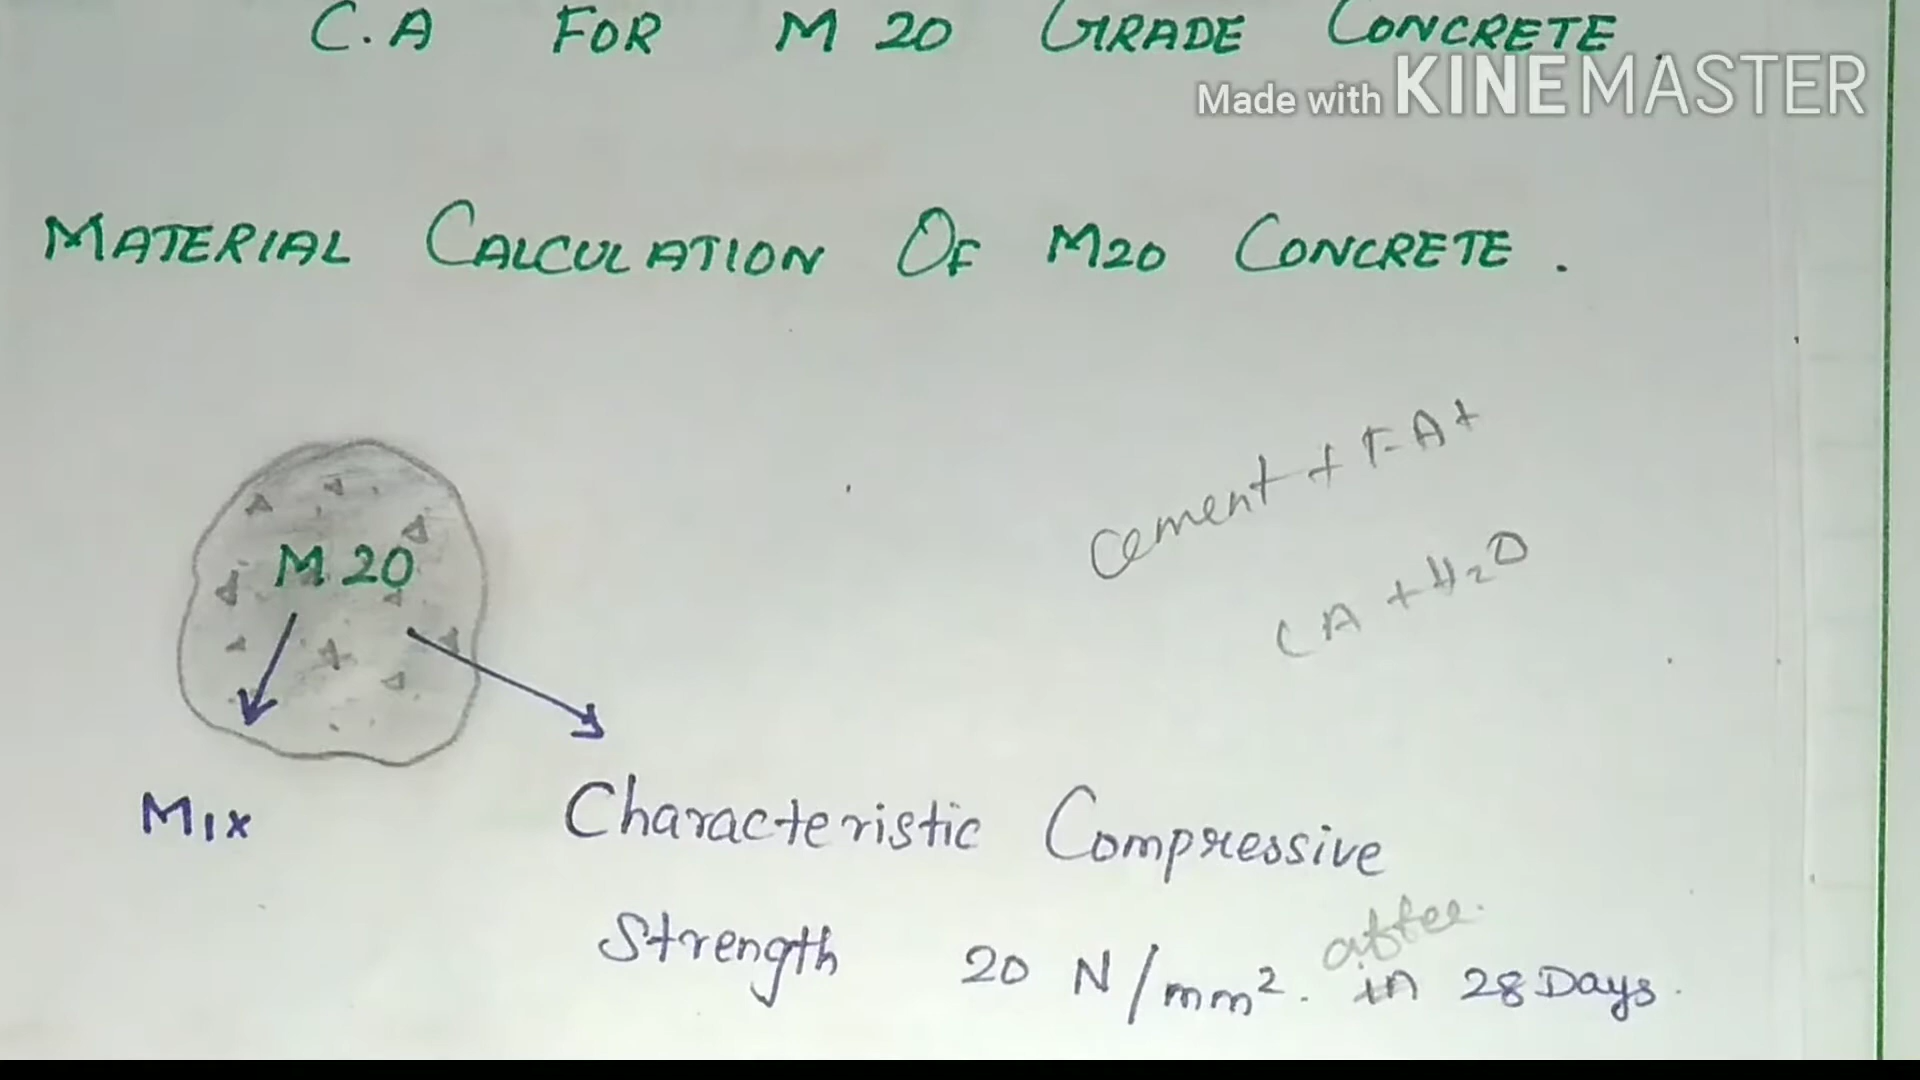 C.A FOR M 20 GRADE CONCRETE.
Made with KINEMASTER
MATERIAL CALCULATION OF M20 CONCRETE.
Cement + F.A +
CA + H₂O
M 20
MIX
Characteristic Compressive
Strength 20 N/mm². in 28 Days.
after